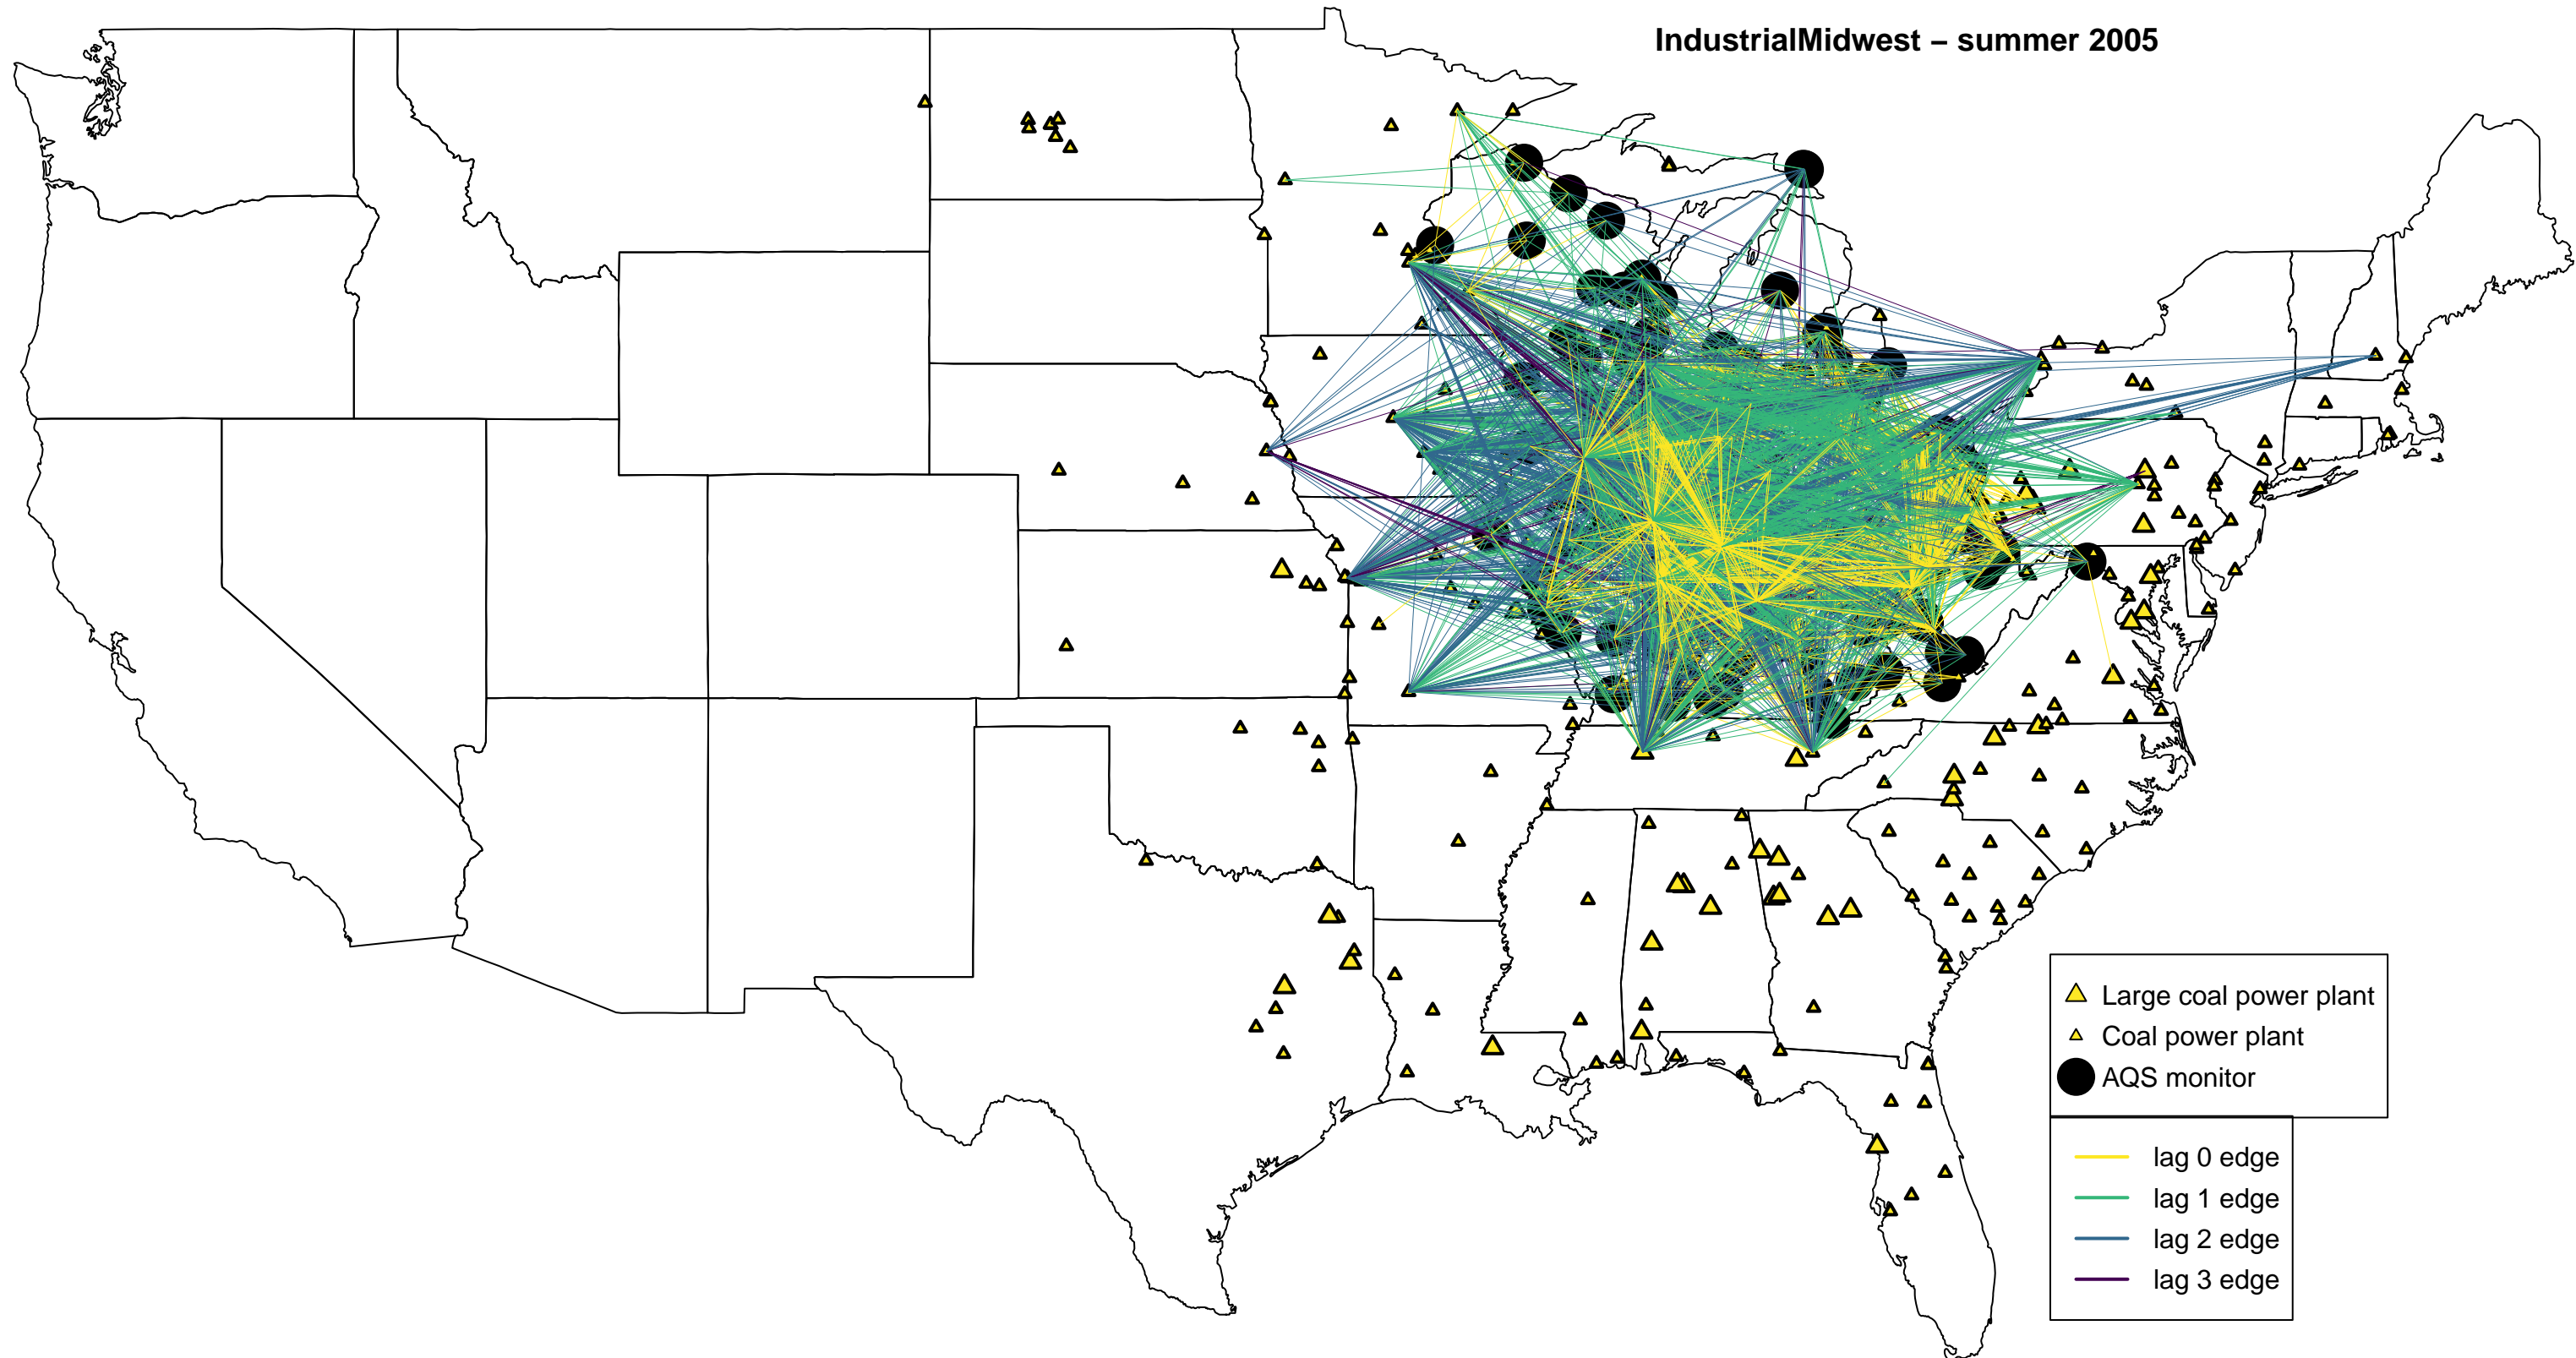 IndustrialMidwest – summer 2005
Large coal power plant
Coal power plant
AQS monitor
lag 0 edge
lag 1 edge
lag 2 edge
lag 3 edge